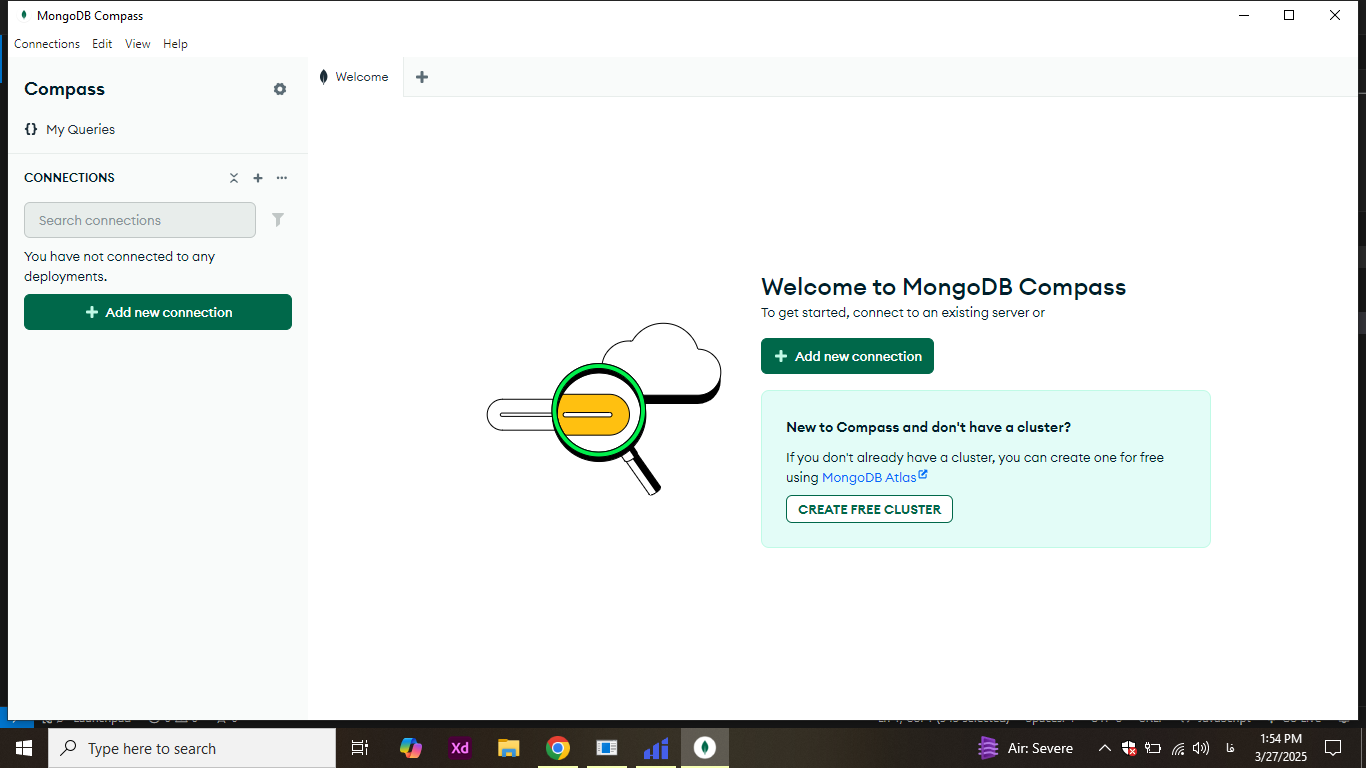 MongoDB Compass
Connections Edit View Help
Compass
Welcome
{} My Queries
CONNECTIONS
Search connections
You have not connected to any
deployments.
Add new connection
Welcome to MongoDB Compass
To get started, connect to an existing server or
Add new connection
New to Compass and don't have a cluster?
If you don't already have a cluster, you can create one for free
using MongoDB Atlas
CREATE FREE CLUSTER
Type here to search
Xd
Air: Severe
فا
1:54 PM
3/27/2025